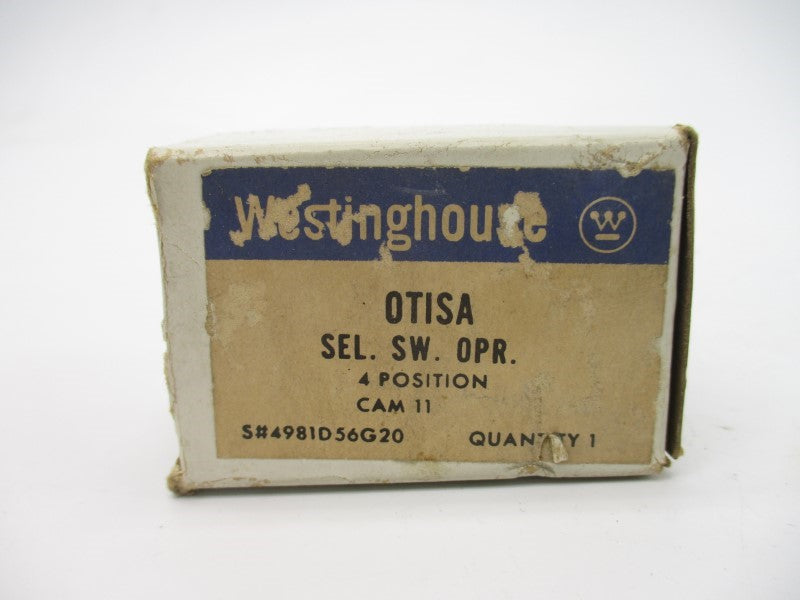 Westinghouse
OTISA
SEL. SW. OPR.
4 POSITION
CAM 11
S#4981D56G20 QUANTITY 1